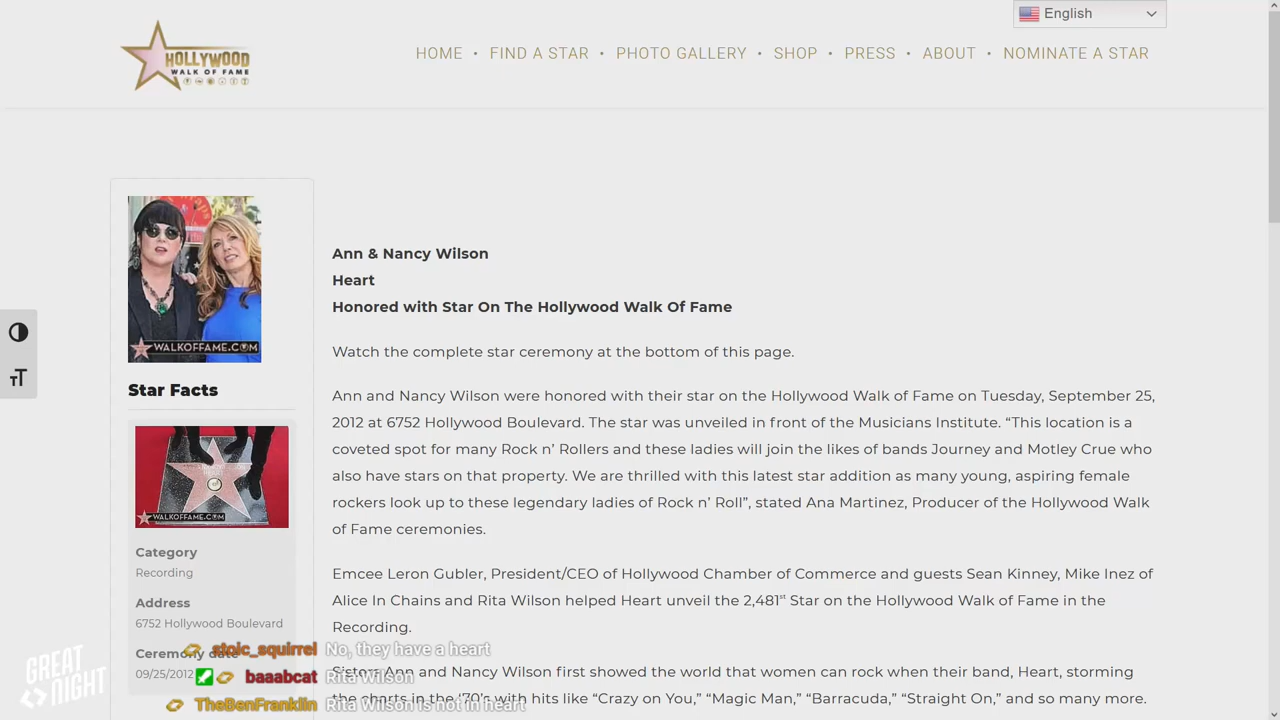 English
HOLLYWOOD
WALK OF FAME
HOME • FIND A STAR • PHOTO GALLERY • SHOP • PRESS • ABOUT • NOMINATE A STAR
WALKOFFAME.COM
Star Facts
WALKOFFAME.COM
Category
Recording
Address
6752 Hollywood Boulevard
Ceremony date
09/25/2012
Ann & Nancy Wilson
Heart
Honored with Star On The Hollywood Walk Of Fame
Watch the complete star ceremony at the bottom of this page.
Ann and Nancy Wilson were honored with their star on the Hollywood Walk of Fame on Tuesday, September 25,
2012 at 6752 Hollywood Boulevard. The star was unveiled in front of the Musicians Institute. “This location is a
coveted spot for many Rock n’ Rollers and these ladies will join the likes of bands Journey and Motley Crue who
also have stars on that property. We are thrilled with this latest star addition as many young, aspiring female
rockers look up to these legendary ladies of Rock n’ Roll”, stated Ana Martinez, Producer of the Hollywood Walk
of Fame ceremonies.
Emcee Leron Gubler, President/CEO of Hollywood Chamber of Commerce and guests Sean Kinney, Mike Inez of
Alice In Chains and Rita Wilson helped Heart unveil the 2,481st Star on the Hollywood Walk of Fame in the
Recording.
Sisters Ann and Nancy Wilson first showed the world that women can rock when their band, Heart, storming
the charts in the ‘70’s with hits like “Crazy on You,” “Magic Man,” “Barracuda,” “Straight On,” and so many more.
stoic_squirrel No, they have a heart
baaabcat Rita Wilson
TheBenFranklin Rita Wilson is not in heart
GREAT
NIGHT